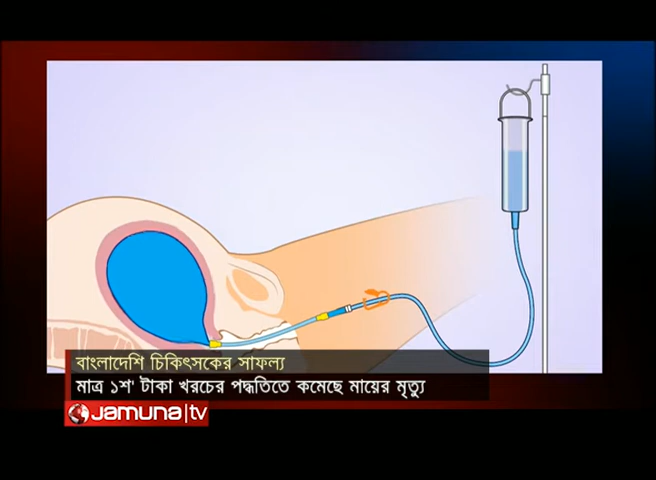 বাংলাদেশি চিকিৎসকের সাফল্য
মাত্র ১শ' টাকা খরচের পদ্ধতিতে কমেছে মায়ের মৃত্যু
Jamuna|tv